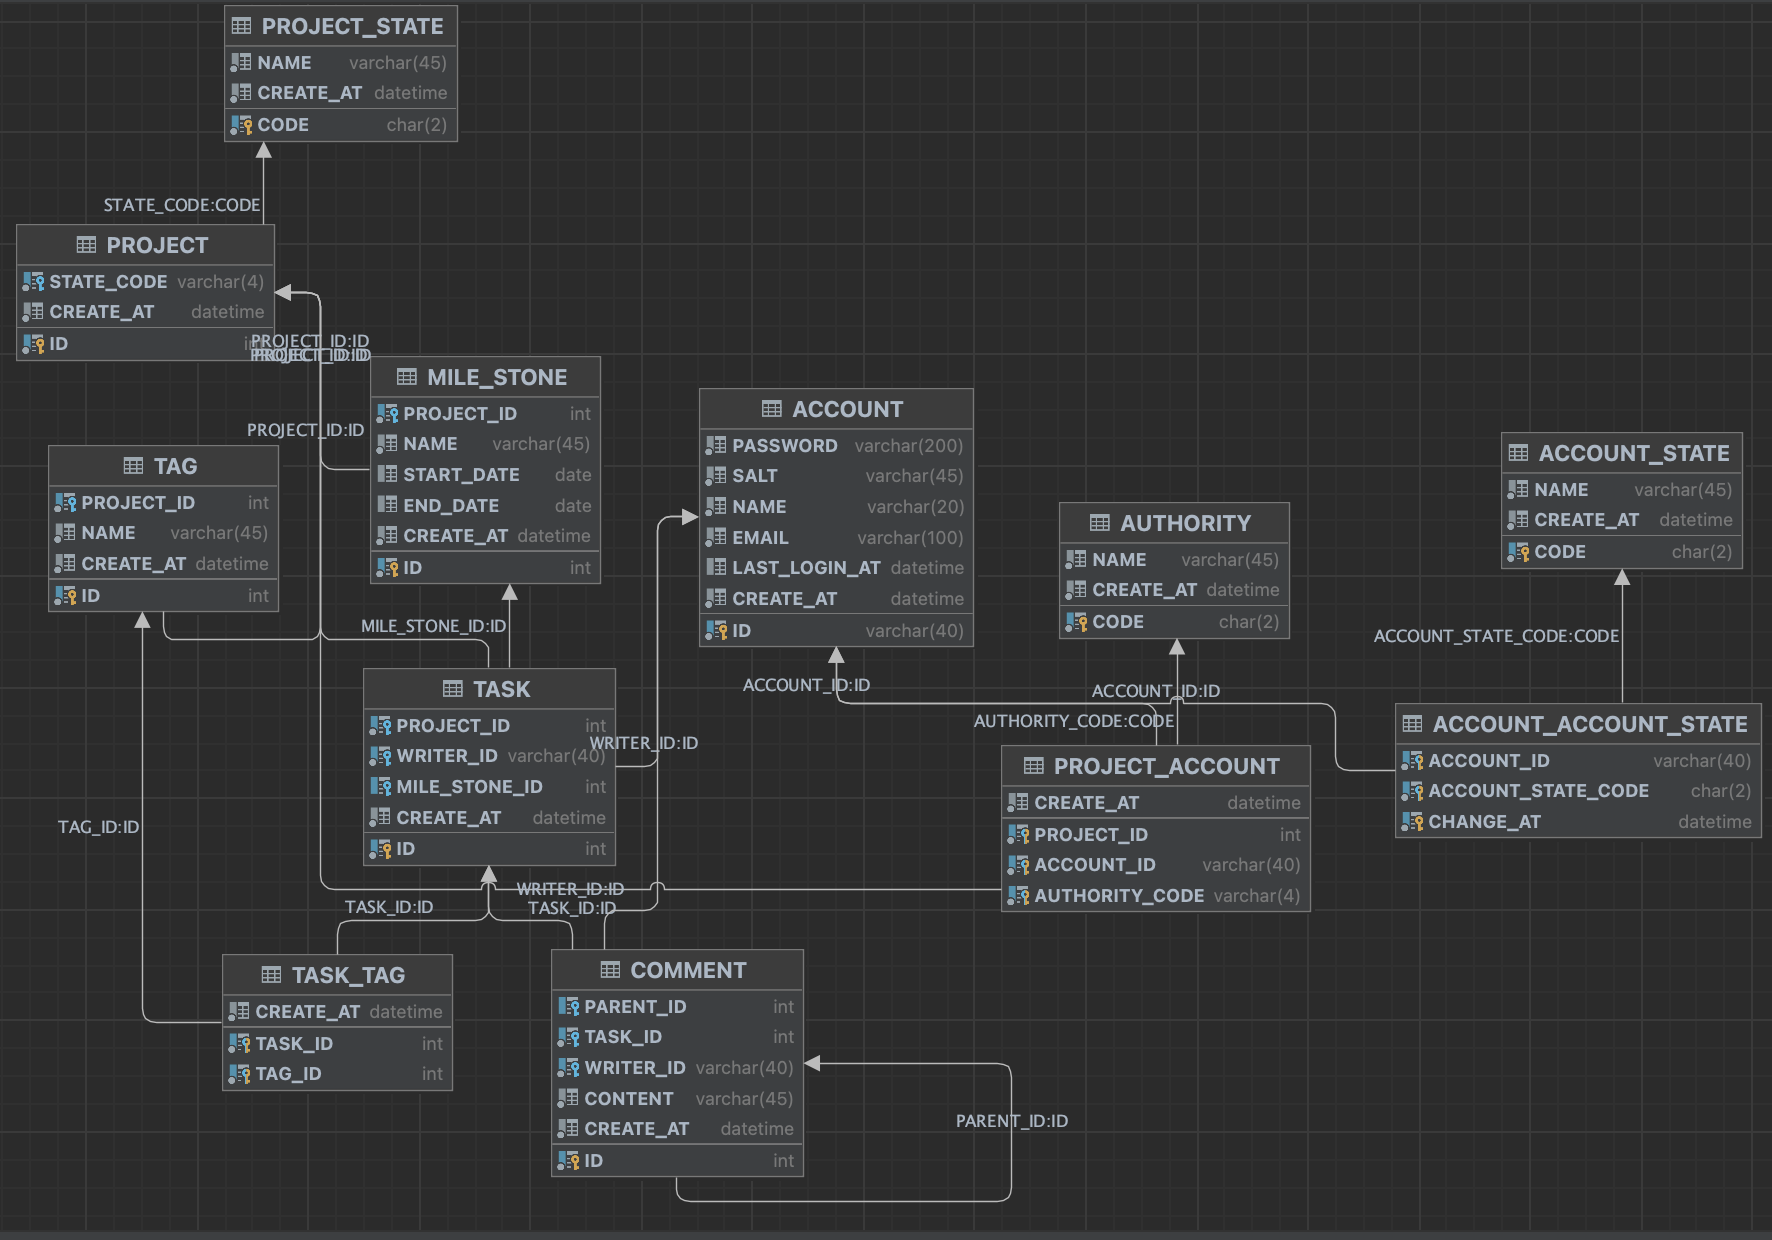 PROJECT_STATE
NAME varchar(45)
CREATE_AT datetime
CODE char(2)
STATE_CODE:CODE
PROJECT
STATE_CODE varchar(4)
CREATE_AT datetime
ID
PROJECT_ID:ID
PROJECT_ID:ID
PROJECT_ID:ID
MILE_STONE
PROJECT_ID int
NAME varchar(45)
START_DATE date
END_DATE date
CREATE_AT datetime
ID int
TAG
PROJECT_ID int
NAME varchar(45)
CREATE_AT datetime
ID int
ACCOUNT
PASSWORD varchar(200)
SALT varchar(45)
NAME varchar(20)
EMAIL varchar(100)
LAST_LOGIN_AT datetime
CREATE_AT datetime
ID varchar(40)
AUTHORITY
NAME varchar(45)
CREATE_AT datetime
CODE char(2)
ACCOUNT_STATE
NAME varchar(45)
CREATE_AT datetime
CODE char(2)
MILE_STONE_ID:ID
ACCOUNT_STATE_CODE:CODE
ACCOUNT_ID:ID
ACCOUNT_ID:ID
AUTHORITY_CODE:CODE
TASK
PROJECT_ID int
WRITER_ID varchar(40)
MILE_STONE_ID int
CREATE_AT datetime
ID int
WRITER_ID:ID
PROJECT_ACCOUNT
CREATE_AT datetime
PROJECT_ID int
ACCOUNT_ID varchar(40)
AUTHORITY_CODE varchar(4)
ACCOUNT_ACCOUNT_STATE
ACCOUNT_ID varchar(40)
ACCOUNT_STATE_CODE char(2)
CHANGE_AT datetime
TAG_ID:ID
WRITER_ID:ID
TASK_ID:ID
TASK_ID:ID
TASK_TAG
CREATE_AT datetime
TASK_ID int
TAG_ID int
COMMENT
PARENT_ID int
TASK_ID int
WRITER_ID varchar(40)
CONTENT varchar(45)
CREATE_AT datetime
ID int
PARENT_ID:ID